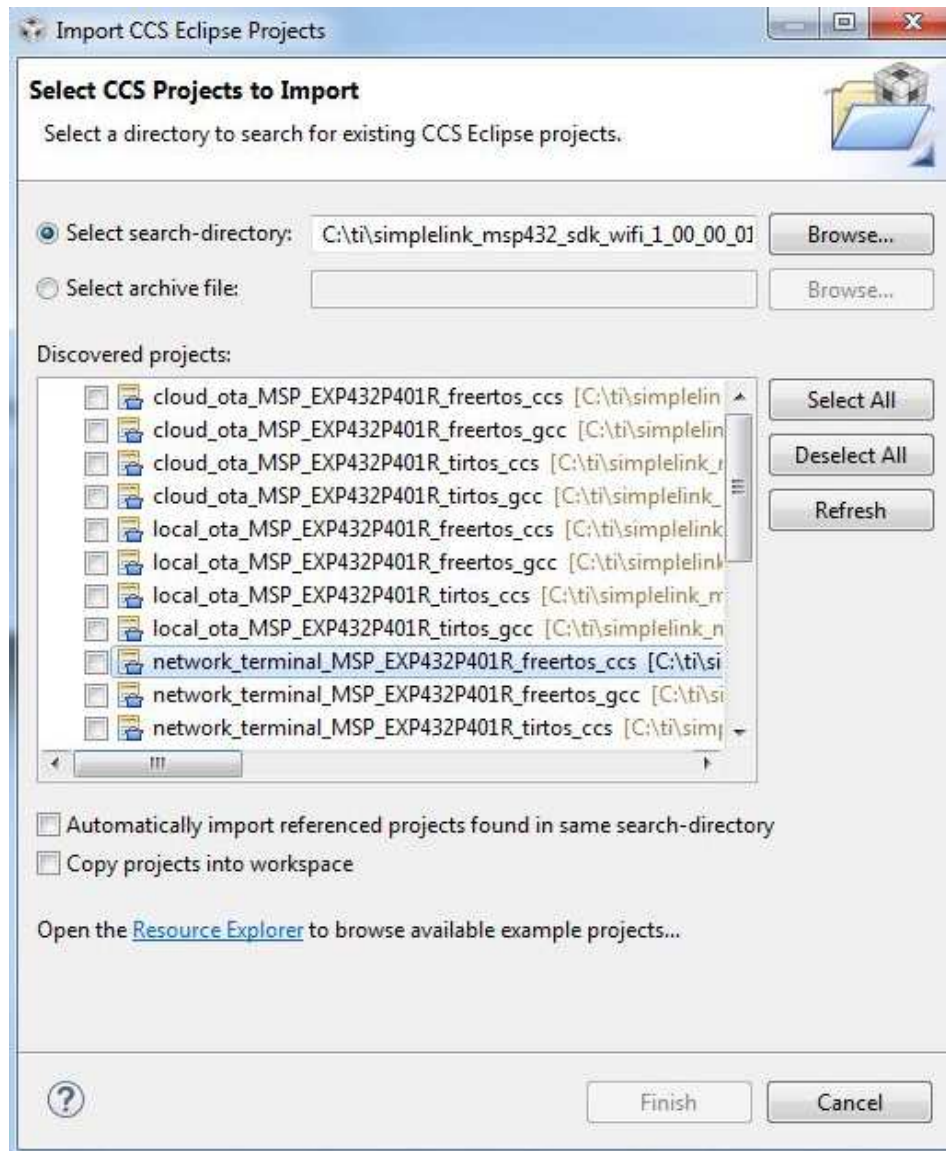 Import CCS Eclipse Projects
Select CCS Projects to Import
Select a directory to search for existing CCS Eclipse projects.
Select search-directory: C:\ti\simplelink_msp432_sdk_wifi_1_00_00_01 Browse...
Select archive file: Browse...
Discovered projects:
cloud_ota_MSP_EXP432P401R_freertos_ccs [C:\ti\simplelin
cloud_ota_MSP_EXP432P401R_freertos_gcc [C:\ti\simplelin
cloud_ota_MSP_EXP432P401R_tirtos_ccs [C:\ti\simplelink_r
cloud_ota_MSP_EXP432P401R_tirtos_gcc [C:\ti\simplelink_
local_ota_MSP_EXP432P401R_freertos_ccs [C:\ti\simplelink
local_ota_MSP_EXP432P401R_freertos_gcc [C:\ti\simplelink
local_ota_MSP_EXP432P401R_tirtos_ccs [C:\ti\simplelink_m
local_ota_MSP_EXP432P401R_tirtos_gcc [C:\ti\simplelink_n
network_terminal_MSP_EXP432P401R_freertos_ccs [C:\ti\si
network_terminal_MSP_EXP432P401R_freertos_gcc [C:\ti\si
network_terminal_MSP_EXP432P401R_tirtos_ccs [C:\ti\simp
Select All
Deselect All
Refresh
Automatically import referenced projects found in same search-directory
Copy projects into workspace
Open the Resource Explorer to browse available example projects...
? Finish Cancel